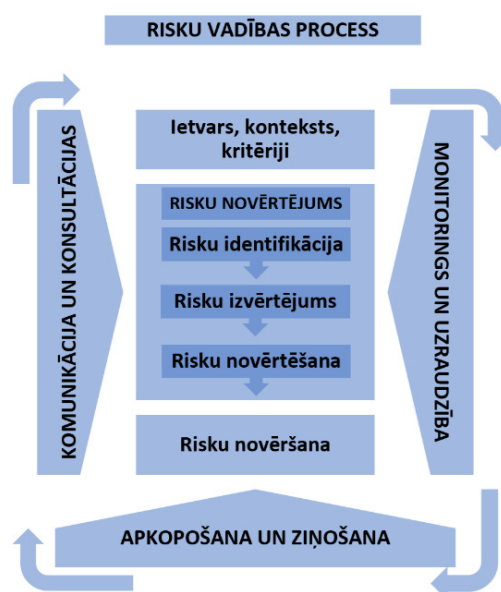 RISKU VADĪBAS PROCESS
KOMUNIKĀCIJA UN KONSULTĀCIJAS
Ietvars, konteksts,
kritēriji
RISKU NOVĒRTĒJUMS
Risku identifikācija
Risku izvērtējums
Risku novērtēšana
Risku novēršana
MONITORINGS UN UZRAUDZĪBA
APKOPOŠANA UN ZIŅOŠANA